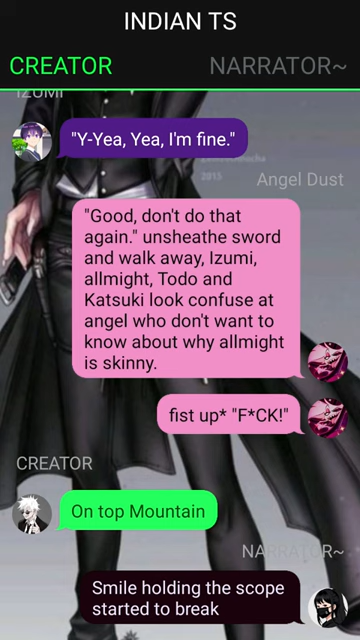 INDIAN TS
CREATOR
NARRATOR~
IZUMI
"Y-Yea, Yea, I'm fine."
2015
Angel Dust
"Good, don't do that
again." unsheathe sword
and walk away, Izumi,
allmight, Todo and
Katsuki look confuse at
angel who don't want to
know about why allmight
is skinny.
fist up* "F*CK!"
CREATOR
On top Mountain
NARRATOR~
Smile holding the scope
started to break